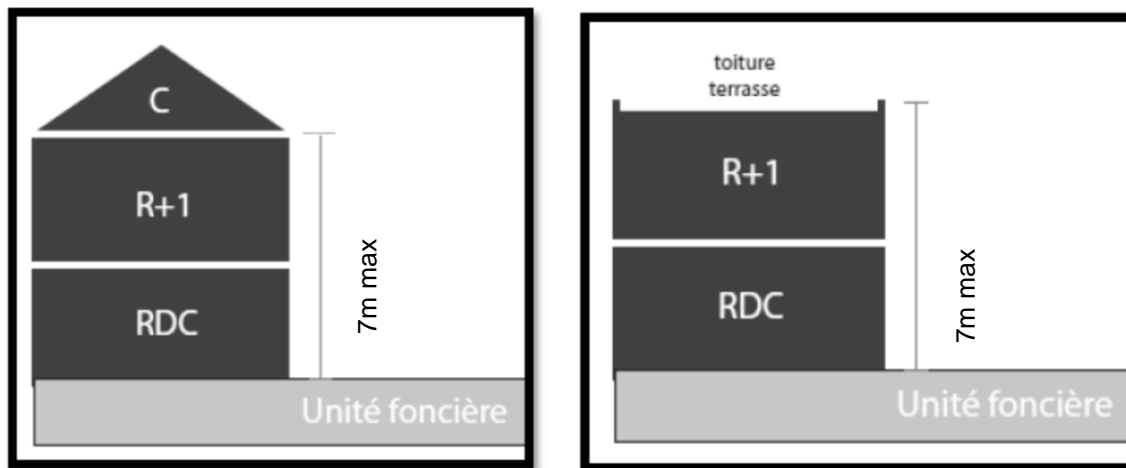 C
R+1
7m max
RDC
Unité foncière
toiture
terrasse
R+1
7m max
RDC
Unité foncière